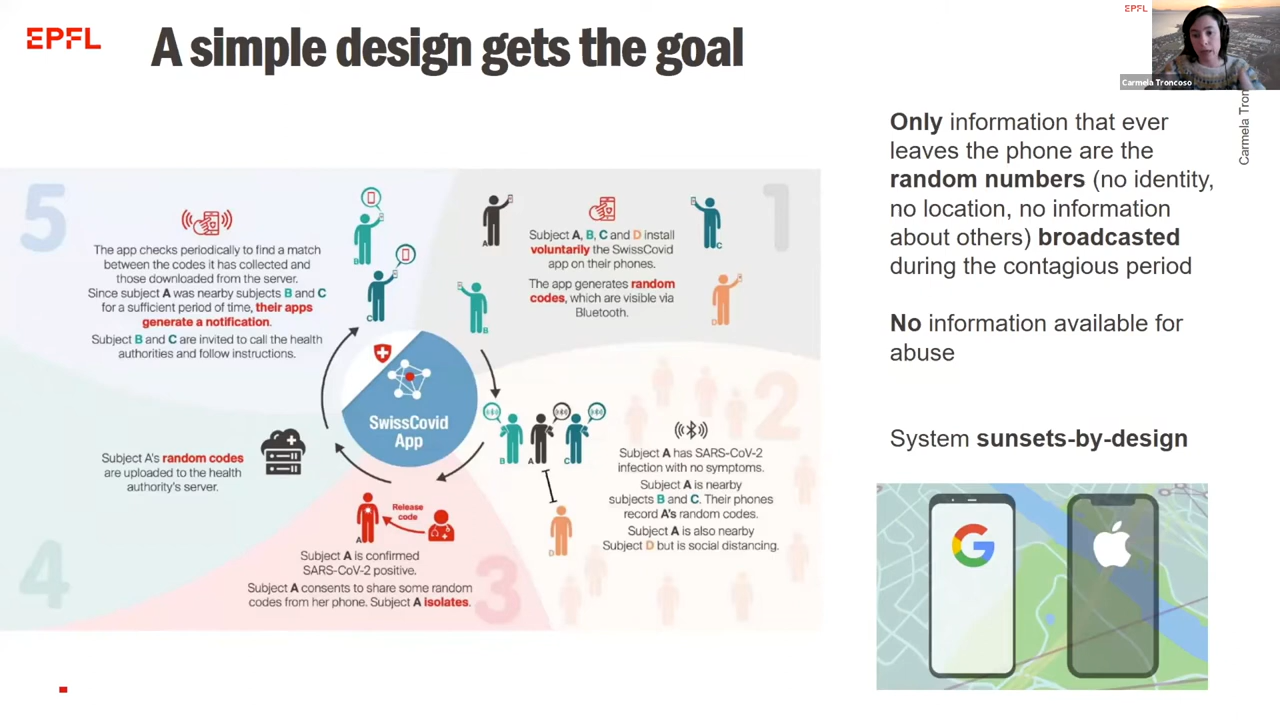 EPFL
A simple design gets the goal
EPFL
Carmela Troncoso
Carmela Tron
Only information that ever
leaves the phone are the
random numbers (no identity,
no location, no information
about others) broadcasted
during the contagious period
No information available for
abuse
System sunsets-by-design
1
Subject A, B, C and D install
voluntarily the SwissCovid
app on their phones.
The app generates random
codes, which are visible via
Bluetooth.
A
B
C
D
2
Subject A has SARS-CoV-2
infection with no symptoms.
Subject A is nearby
subjects B and C. Their phones
record A's random codes.
Subject A is also nearby
Subject D but is social distancing.
B
A
C
D
3
Release
code
A
Subject A is confirmed
SARS-CoV-2 positive.
Subject A consents to share some random
codes from her phone. Subject A isolates.
4
Subject A's random codes
are uploaded to the health
authority's server.
5
The app checks periodically to find a match
between the codes it has collected and
those downloaded from the server.
Since subject A was nearby subjects B and C
for a sufficient period of time, their apps
generate a notification.
Subject B and C are invited to call the health
authorities and follow instructions.
B
C
SwissCovid
App
G